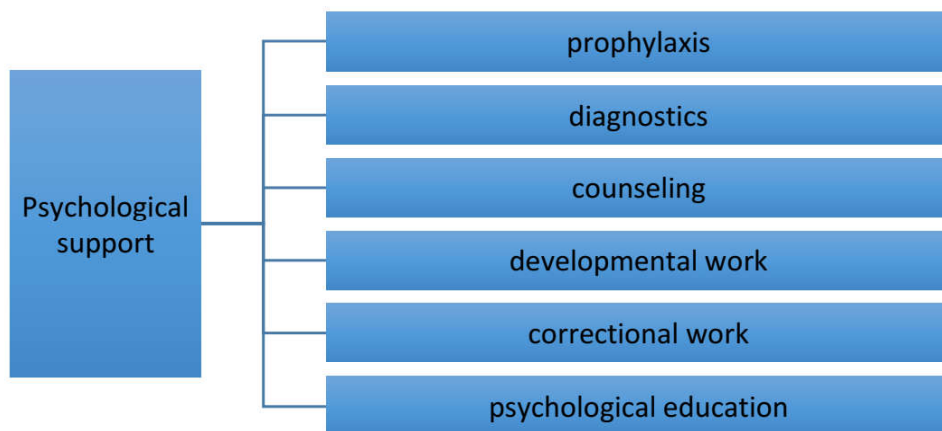 Psychological
support
prophylaxis
diagnostics
counseling
developmental work
correctional work
psychological education